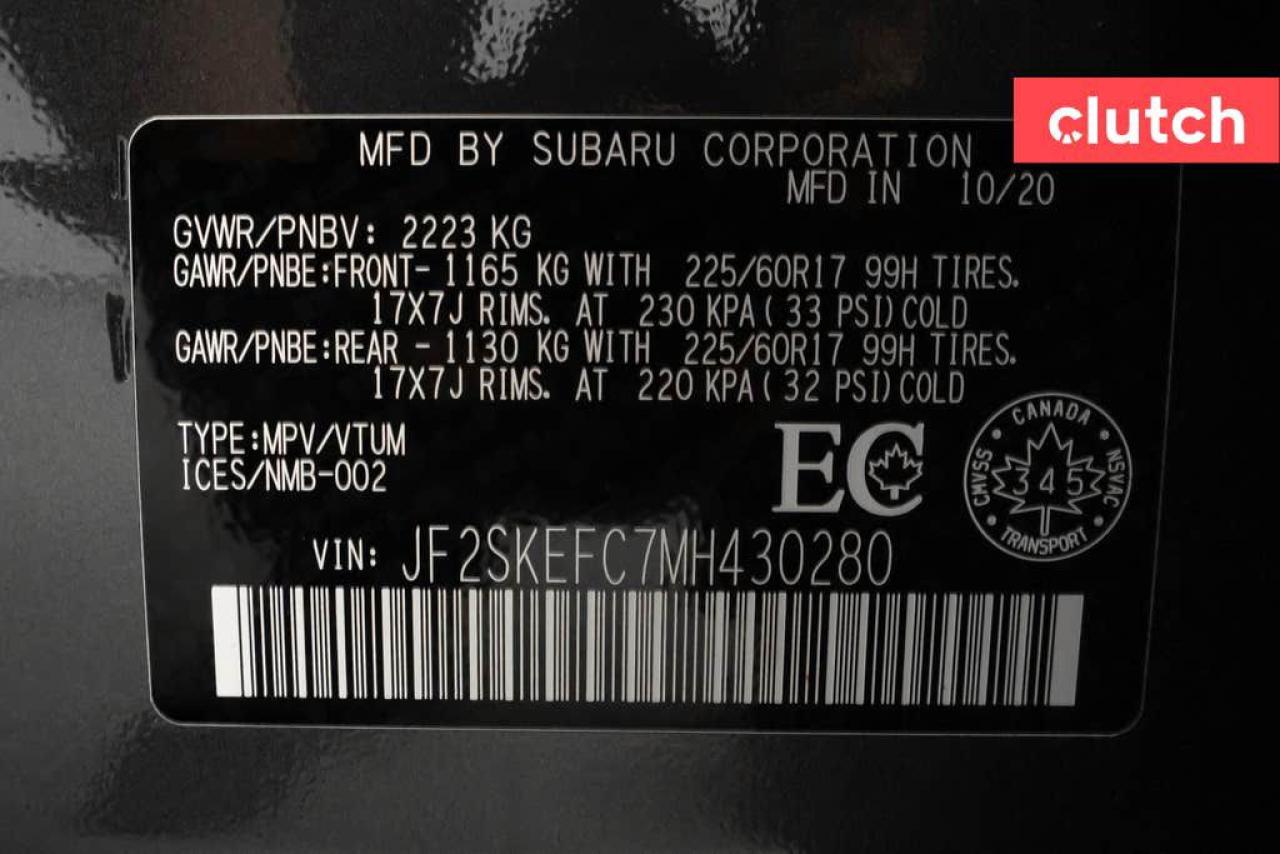 clutch
MFD BY SUBARU CORPORATION
MFD IN 10/20
GVWR/PNBV: 2223 KG
GAWR/PNBE:FRONT- 1165 KG WITH 225/60R17 99H TIRES.
17X7J RIMS. AT 230 KPA(33 PSI)COLD
GAWR/PNBE:REAR - 1130 KG WITH 225/60R17 99H TIRES.
17X7J RIMS. AT 220 KPA(32 PSI)COLD
TYPE:MPV/VTUM
ICES/NMB-002
EC
CANADA
CMVSS
345
NSVAC
TRANSPORT
VIN: JF2SKEFC7MH430280